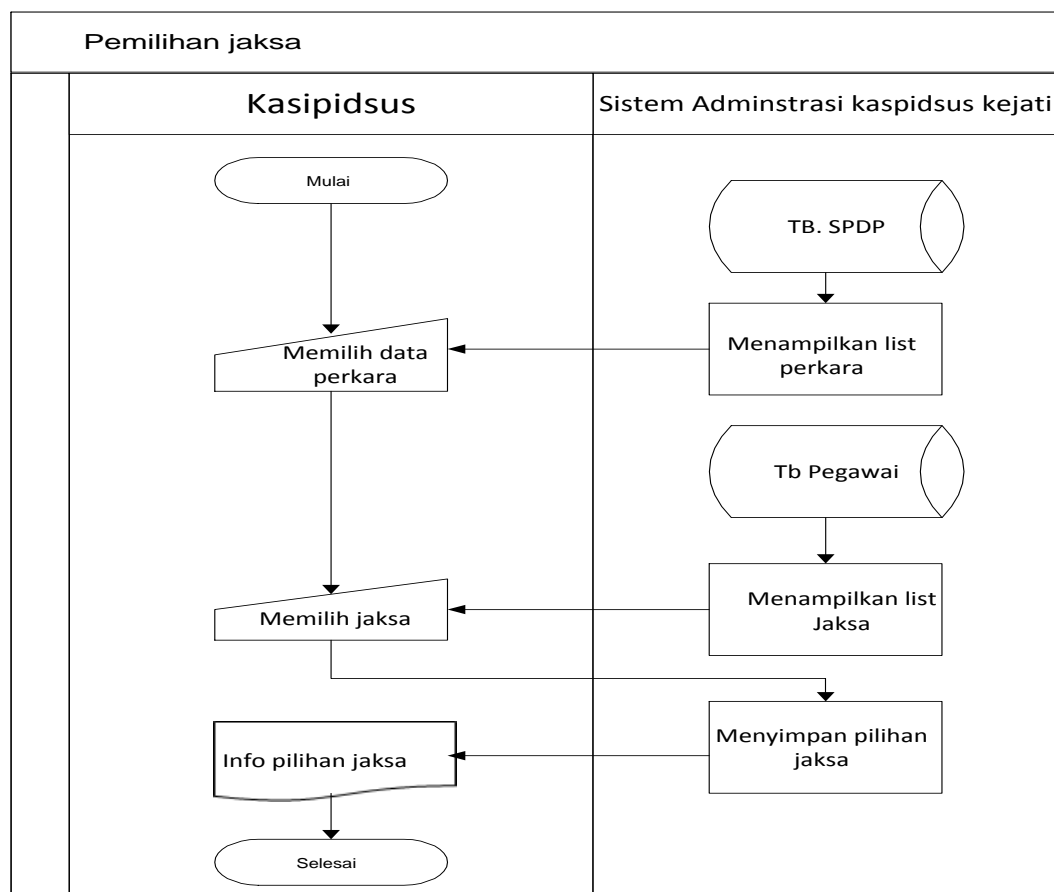 Pemilihan jaksa
Kasipidsus
Sistem Adminstrasi kaspidsus kejati
Mulai
TB. SPDP
Memilih data
perkara
Menampilkan list
perkara
Tb Pegawai
Memilih jaksa
Menampilkan list
Jaksa
Info pilihan jaksa
Menyimpan pilihan
jaksa
Selesai